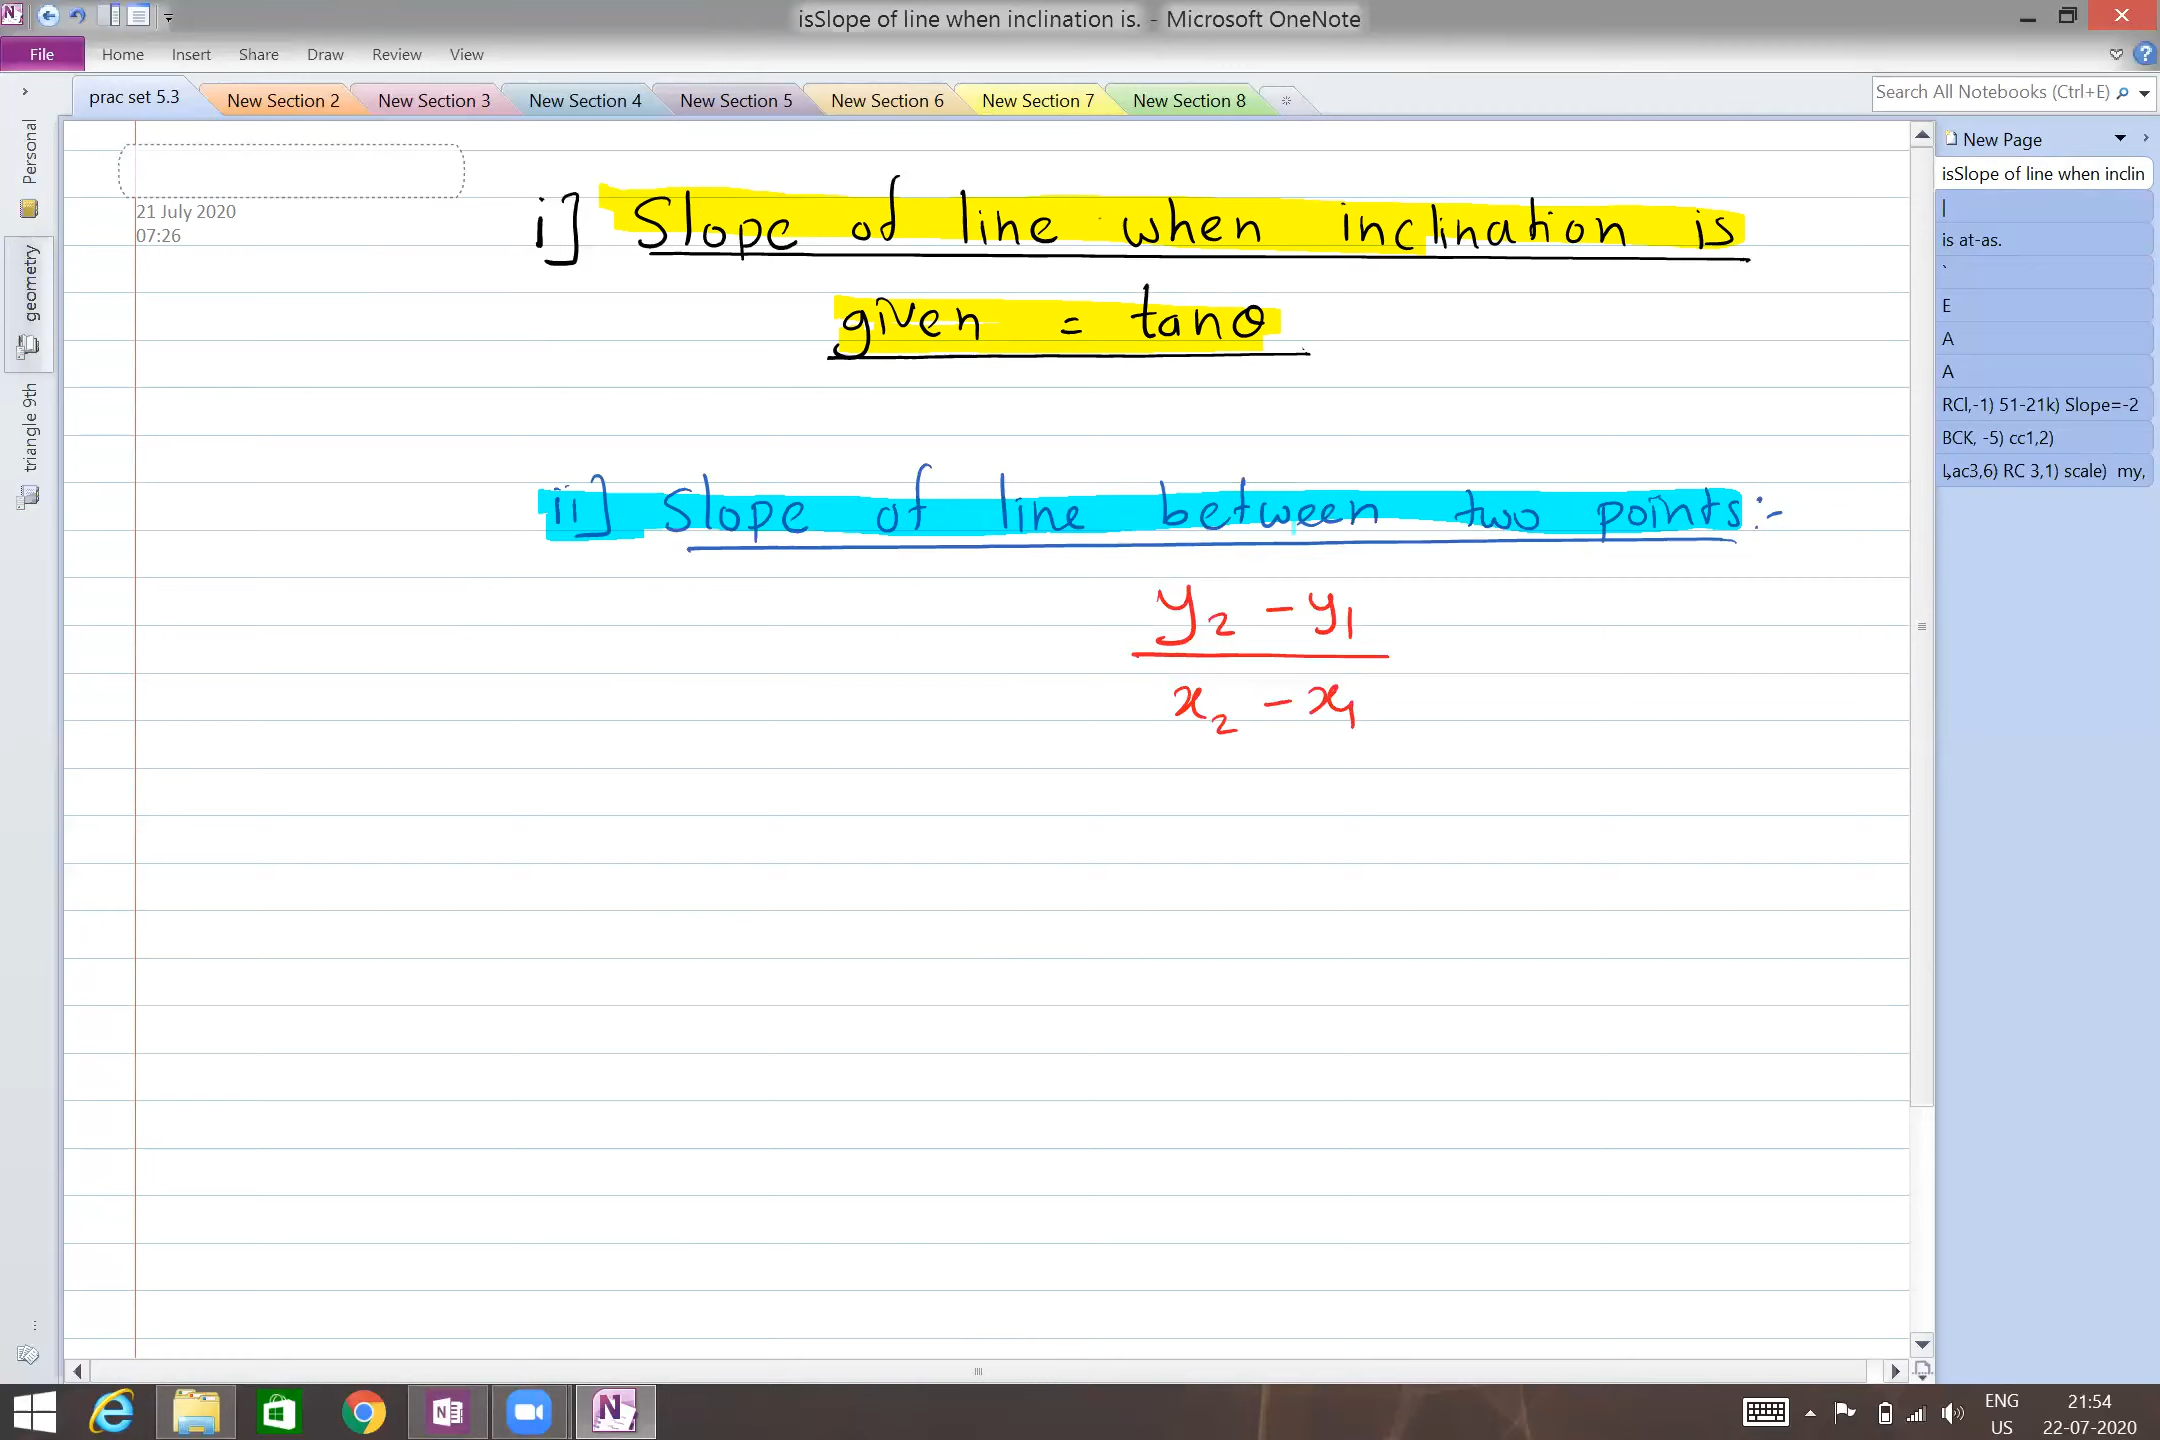 isSlope of line when inclination is. - Microsoft OneNote
File Home Insert Share Draw Review View
prac set 5.3 New Section 2 New Section 3 New Section 4 New Section 5 New Section 6 New Section 7 New Section 8
Search All Notebooks (Ctrl+E)
Personal
geometry
triangle 9th
21 July 2020
07:26
i] Slope of line when inclination is
given = tanθ
ii] Slope of line between two points :-
y2 - y1
x2 - x1
New Page
isSlope of line when inclin
is at-as.
`
E
A
A
RCl,-1) 51-21k) Slope=-2
BCK, -5) cc1,2)
ac3,6) RC 3,1) scale) my,
ENG
US
21:54
22-07-2020